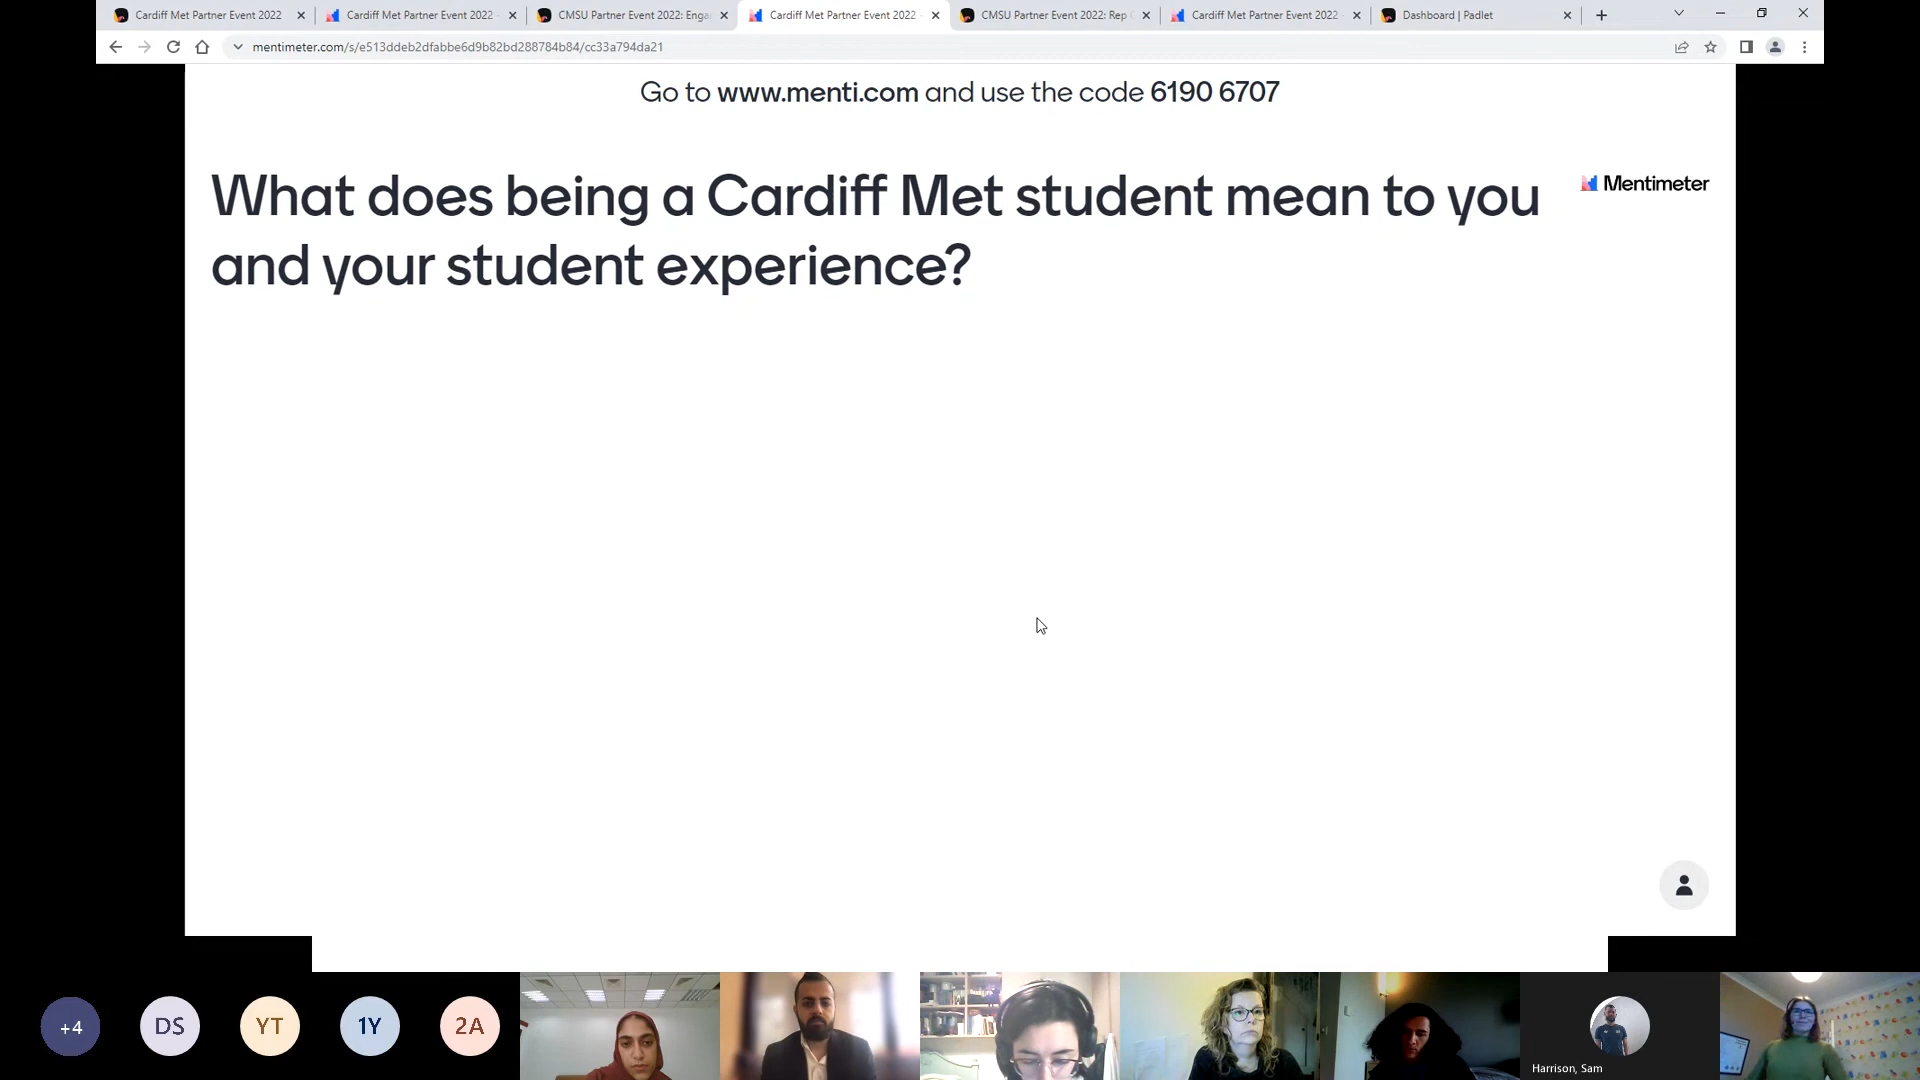 Cardiff Met Partner Event 2022
Cardiff Met Partner Event 2022 -
CMSU Partner Event 2022: Enga
Cardiff Met Partner Event 2022 -
CMSU Partner Event 2022: Rep
Cardiff Met Partner Event 2022 -
Dashboard | Padlet
mentimeter.com/s/e513ddeb2dfabbe6d9b82bd288784b84/cc33a794da21
Go to www.menti.com and use the code 6190 6707
What does being a Cardiff Met student mean to you
and your student experience?
Mentimeter
+4
DS
YT
1Y
2A
Harrison, Sam